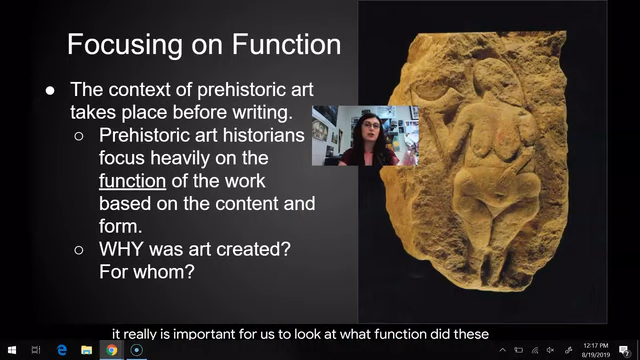 Focusing on Function
● The context of prehistoric art
takes place before writing.
○ Prehistoric art historians
focus heavily on the
function of the work
based on the content and
form.
○ WHY was art created?
For whom?
it really is important for us to look at what function did these
12:17 PM
8/19/2019